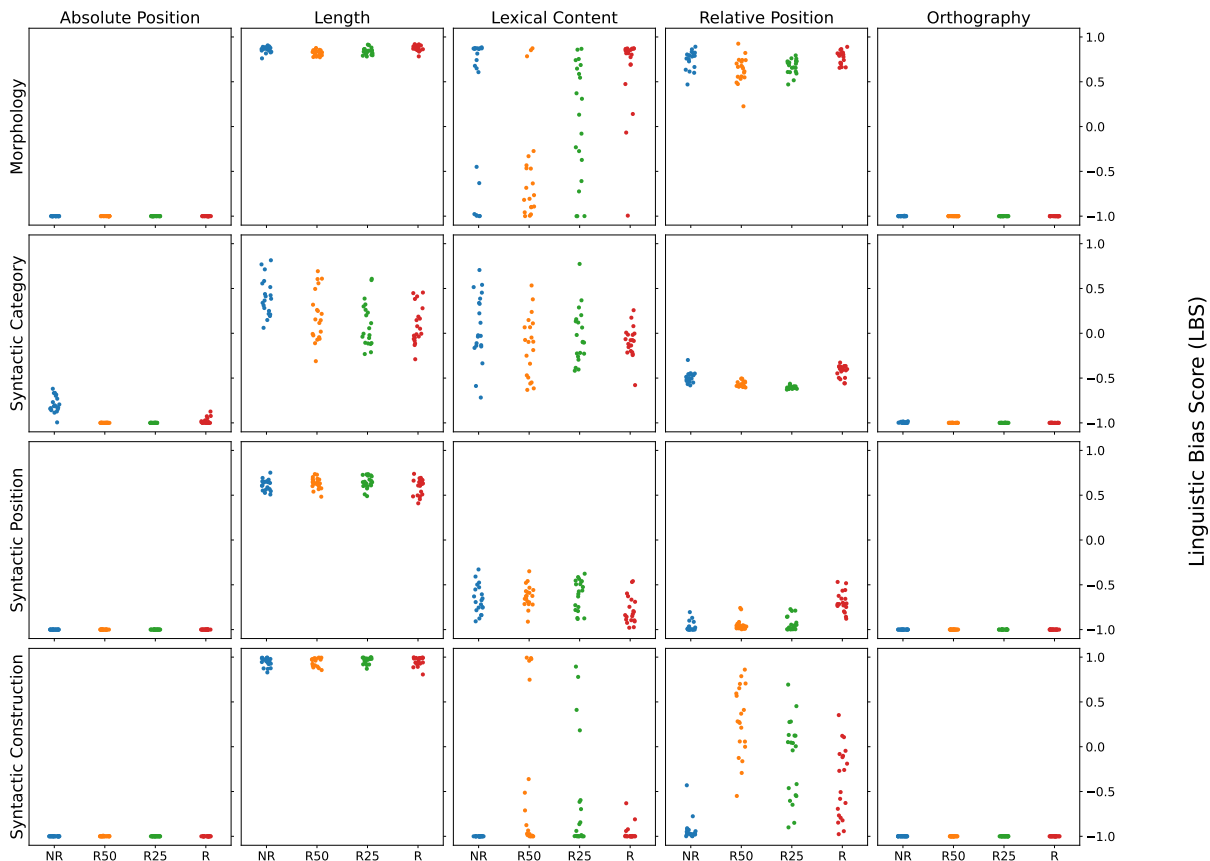 Absolute Position Length Lexical Content Relative Position Orthography
Morphology
1.0
0.5
0.0
−0.5
−1.0
Syntactic Category
1.0
0.5
0.0
−0.5
−1.0
Syntactic Position
1.0
0.5
0.0
−0.5
−1.0
Syntactic Construction
1.0
0.5
0.0
−0.5
−1.0
NR R50 R25 R NR R50 R25 R NR R50 R25 R NR R50 R25 R NR R50 R25 R
Linguistic Bias Score (LBS)